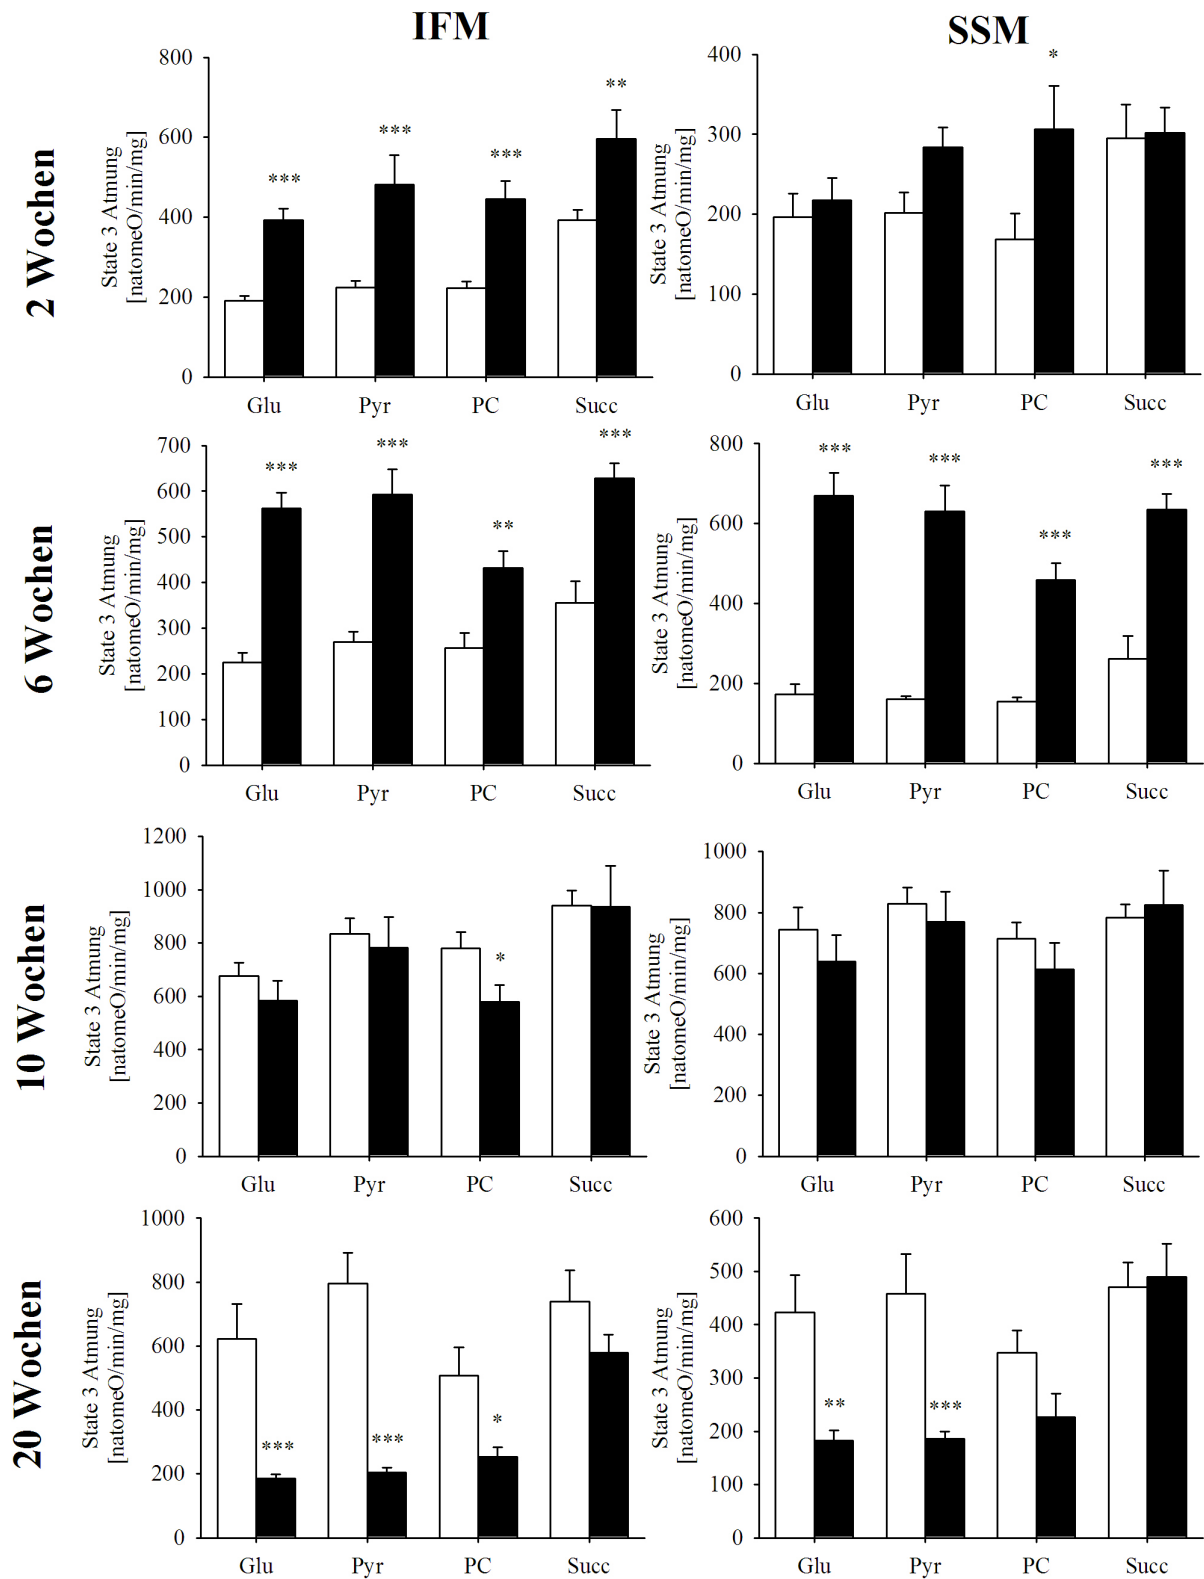 IFM
SSM
2 Wochen
State 3 Atmung
[natomeO/min/mg]
800
600
400
200
0
***
***
***
**
Glu Pyr PC Succ
State 3 Atmung
[natomeO/min/mg]
400
300
200
100
0
*
Glu Pyr PC Succ
6 Wochen
State 3 Atmung
[natomeO/min/mg]
700
600
500
400
300
200
100
0
***
***
**
***
Glu Pyr PC Succ
State 3 Atmung
[natomeO/min/mg]
800
600
400
200
0
***
***
***
***
Glu Pyr PC Succ
10 Wochen
State 3 Atmung
[natomeO/min/mg]
1200
1000
800
600
400
200
0
*
Glu Pyr PC Succ
State 3 Atmung
[natomeO/min/mg]
1000
800
600
400
200
0
Glu Pyr PC Succ
20 Wochen
State 3 Atmung
[natomeO/min/mg]
1000
800
600
400
200
0
***
***
*
Glu Pyr PC Succ
State 3 Atmung
[natomeO/min/mg]
600
500
400
300
200
100
0
**
***
Glu Pyr PC Succ